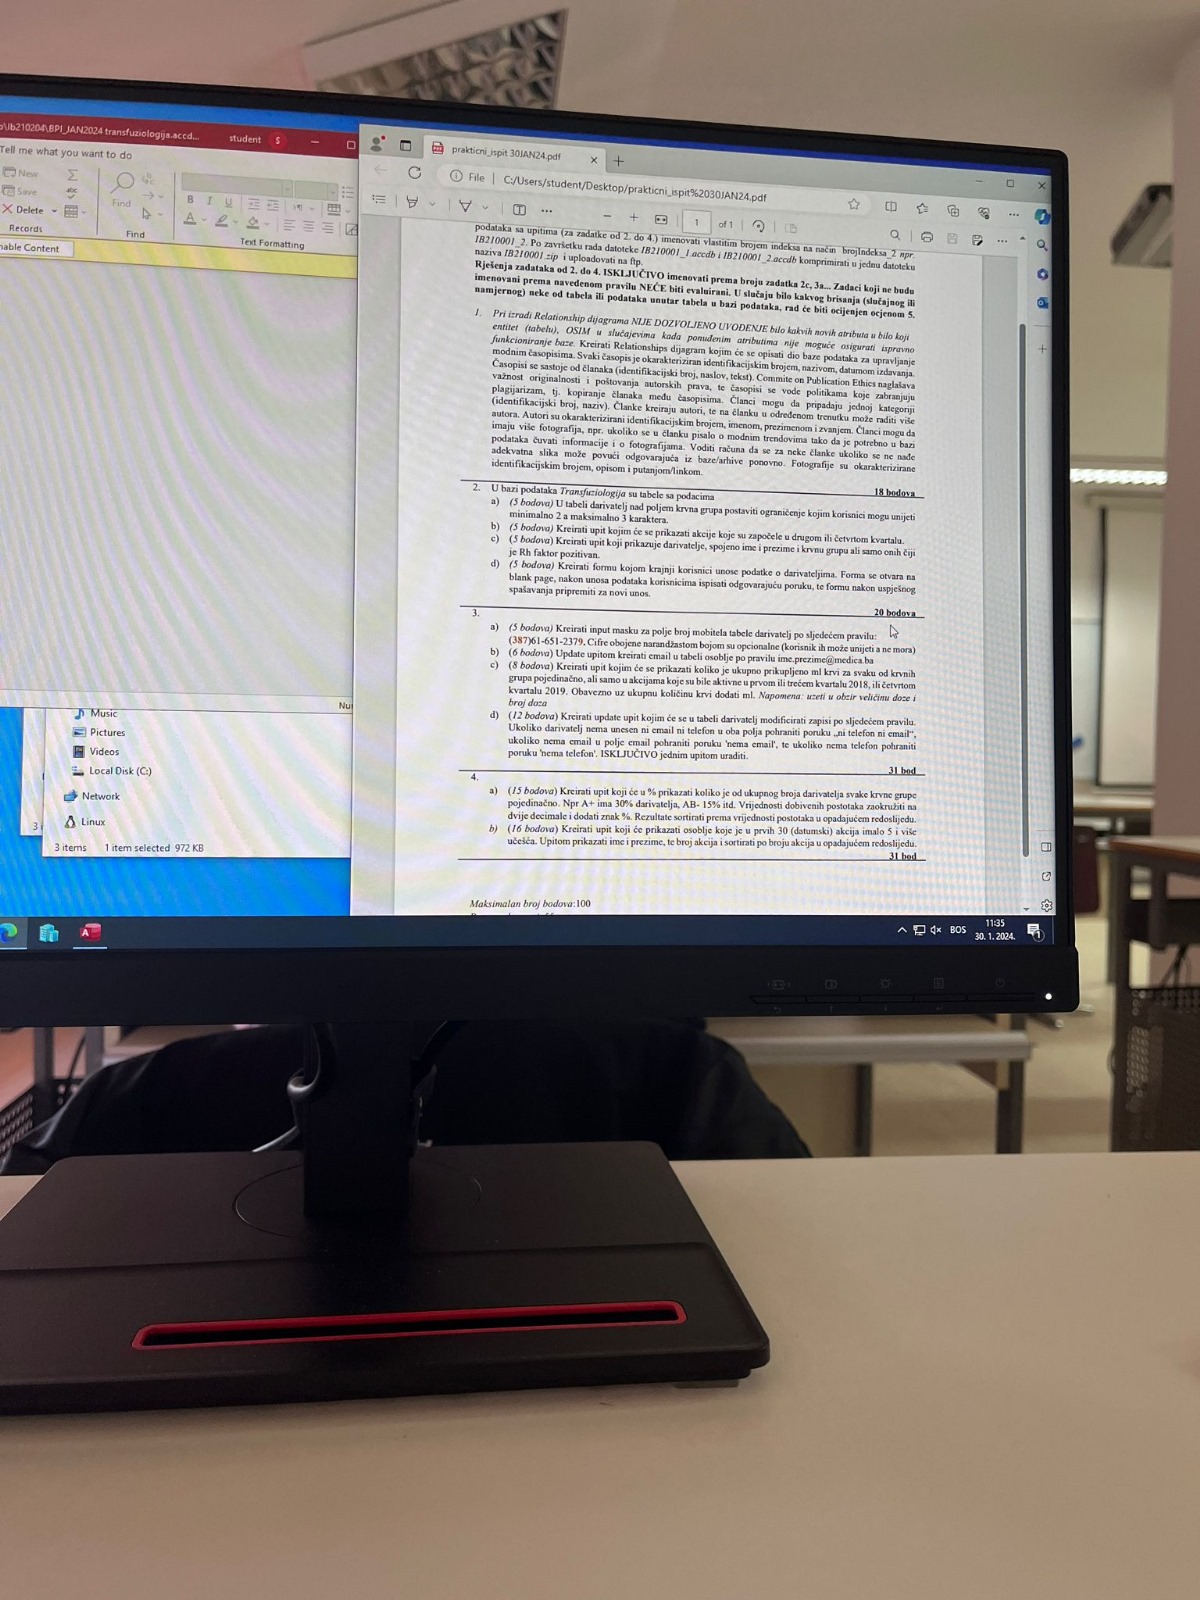 o\Ib210204\BPI_JAN2024 transfuziologija.accd...
student
S
Tell me what you want to do
New
Save
Delete
Records
Find
Find
B I U
A
Text Formatting
nable Content
prakticni_ispit 30JAN24.pdf
File
C:/Users/student/Desktop/prakticni_ispit%2030JAN24.pdf
1
of 1
podataka sa upitima (za zadatke od 2. do 4.) imenovati vlastitim brojem indeksa na način brojIndeksa_2 npr.
IB210001_2. Po završetku rada datoteke IB210001_1.accdb i IB210001_2.accdb komprimirati u jednu datoteku
naziva IB210001.zip i uploadovati na ftp.
Rješenja zadataka od 2. do 4. ISKLJUČIVO imenovati prema broju zadatka 2c, 3a... Zadaci koji ne budu
imenovani prema navedenom pravilu NEĆE biti evaluirani. U slučaju bilo kakvog brisanja (slučajnog ili
namjernog) neke od tabela ili podataka unutar tabela u bazi podataka, rad će biti ocijenjen ocjenom 5.
1. Pri izradi Relationship dijagrama NIJE DOZVOLJENO UVOĐENJE bilo kakvih novih atributa u bilo koji
entitet (tabelu), OSIM u slučajevima kada ponuđenim atributima nije moguće osigurati ispravno
funkcioniranje baze. Kreirati Relationships dijagram kojim će se opisati dio baze podataka za upravljanje
modnim časopisima. Svaki časopis je okarakteriziran identifikacijskim brojem, nazivom, datumom izdavanja.
Časopisi se sastoje od članaka (identifikacijski broj, naslov, tekst). Committe on Publication Ethics naglašava
važnost originalnosti i poštovanja autorskih prava, te časopisi se vode politikama koje zabranjuju
plagijarizam, tj. kopiranje članaka među časopisima. Članci mogu da pripadaju jednoj kategoriji
(identifikacijski broj, naziv). Članke kreiraju autori, te na članku u određenom trenutku može raditi više
autora. Autori su okarakterizirani identifikacijskim brojem, imenom, prezimenom i zvanjem. Članci mogu da
imaju više fotografija, npr. ukoliko se u članku pisalo o modnim trendovima tako da je potrebno u bazi
podataka čuvati informacije i o fotografijama. Voditi računa da se za neke članke ukoliko se ne nađe
adekvatna slika može povući odgovarajuća iz baze/arhive ponovno. Fotografije su okarakterizirane
identifikacijskim brojem, opisom i putanjom/linkom.
18 bodova
2. U bazi podataka Transfuziologija su tabele sa podacima
a) (5 bodova) U tabeli darivatelj nad poljem krvna grupa postaviti ograničenje kojim korisnici mogu unijeti
minimalno 2 a maksimalno 3 karaktera.
b) (5 bodova) Kreirati upit kojim će se prikazati akcije koje su započele u drugom ili četvrtom kvartalu.
c) (5 bodova) Kreirati upit koji prikazuje darivatelje, spojeno ime i prezime i krvnu grupu ali samo onih čiji
je Rh faktor pozitivan.
d) (5 bodova) Kreirati formu kojom krajnji korisnici unose podatke o darivateljima. Forma se otvara na
blank page, nakon unosa podataka korisnicima ispisati odgovarajuću poruku, te formu nakon uspješnog
spašavanja pripremiti za novi unos.
20 bodova
3.
a) (5 bodova) Kreirati input masku za polje broj mobitela tabele darivatelj po sljedećem pravilu:
(387)61-651-2379. Cifre obojene narandžastom bojom su opcionalne (korisnik ih može unijeti a ne mora)
b) (6 bodova) Update upitom kreirati email u tabeli osoblje po pravilu ime.prezime@medica.ba
c) (8 bodova) Kreirati upit kojim će se prikazati koliko je ukupno prikupljeno ml krvi za svaku od krvnih
grupa pojedinačno, ali samo u akcijama koje su bile aktivne u prvom ili trećem kvartalu 2018, ili četvrtom
kvartalu 2019. Obavezno uz ukupnu količinu krvi dodati ml. Napomena: uzeti u obzir veličinu doze i
broj doza
d) (12 bodova) Kreirati update upit kojim će se u tabeli darivatelj modificirati zapisi po sljedećem pravilu.
Ukoliko darivatelj nema unesen ni email ni telefon u oba polja pohraniti poruku „ni telefon ni email“,
ukoliko nema email u polje email pohraniti poruku 'nema email', te ukoliko nema telefon pohraniti
poruku 'nema telefon'. ISKLJUČIVO jednim upitom uraditi.
31 bod
4.
a) (15 bodova) Kreirati upit koji će u % prikazati koliko je od ukupnog broja darivatelja svake krvne grupe
pojedinačno. Npr A+ ima 30% darivatelja, AB- 15% itd. Vrijednosti dobivenih postotaka zaokružiti na
dvije decimale i dodati znak %. Rezultate sortirati prema vrijednosti postotaka u opadajućem redoslijedu.
b) (16 bodova) Kreirati upit koji će prikazati osoblje koje je u prvih 30 (datumski) akcija imalo 5 i više
učešća. Upitom prikazati ime i prezime, te broj akcija i sortirati po broju akcija u opadajućem redoslijedu.
31 bod
Maksimalan broj bodova:100
Music
Pictures
Videos
Local Disk (C:)
Network
Linux
3 items 1 item selected 972 KB
BOS
11:35
30. 1. 2024.
1